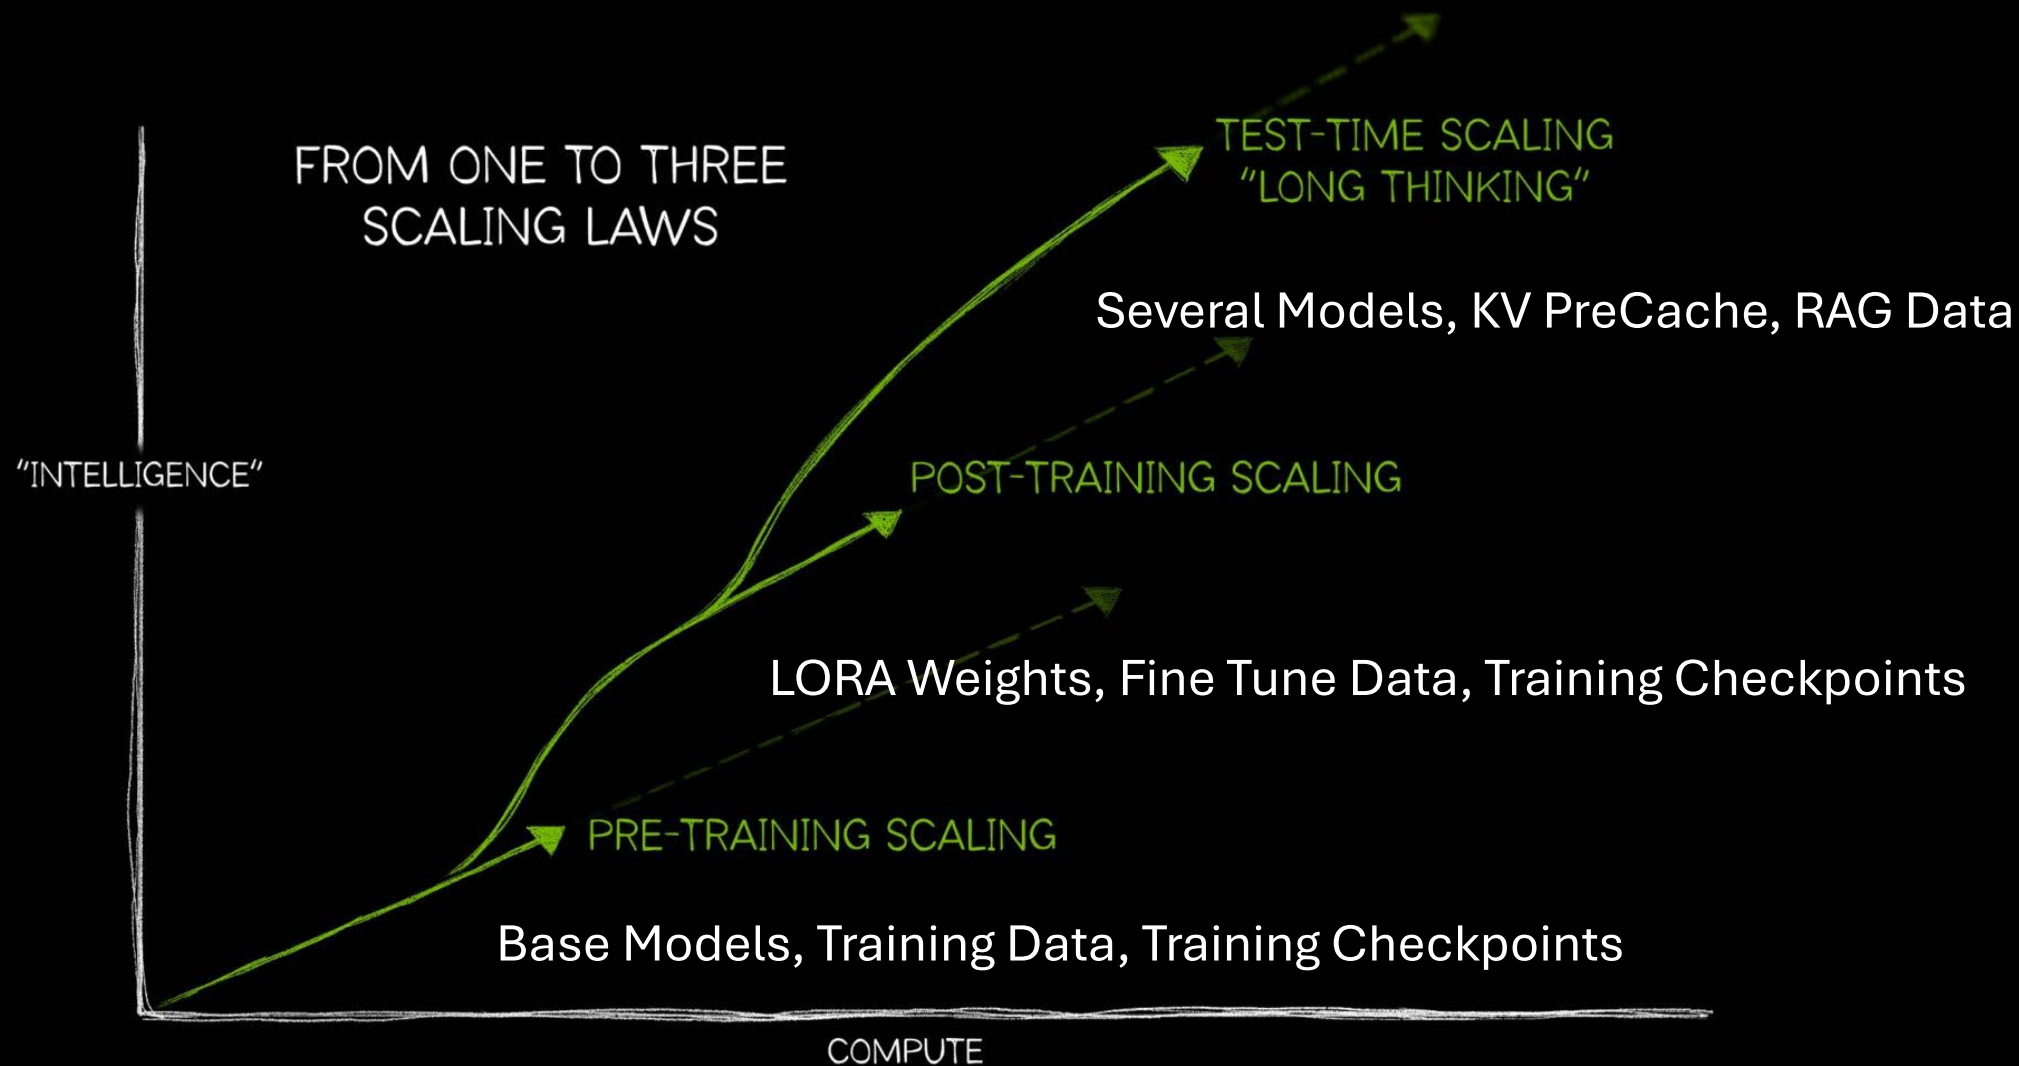 FROM ONE TO THREE
SCALING LAWS
TEST-TIME SCALING
"LONG THINKING"
Several Models, KV PreCache, RAG Data
"INTELLIGENCE"
POST-TRAINING SCALING
LORA Weights, Fine Tune Data, Training Checkpoints
PRE-TRAINING SCALING
Base Models, Training Data, Training Checkpoints
COMPUTE